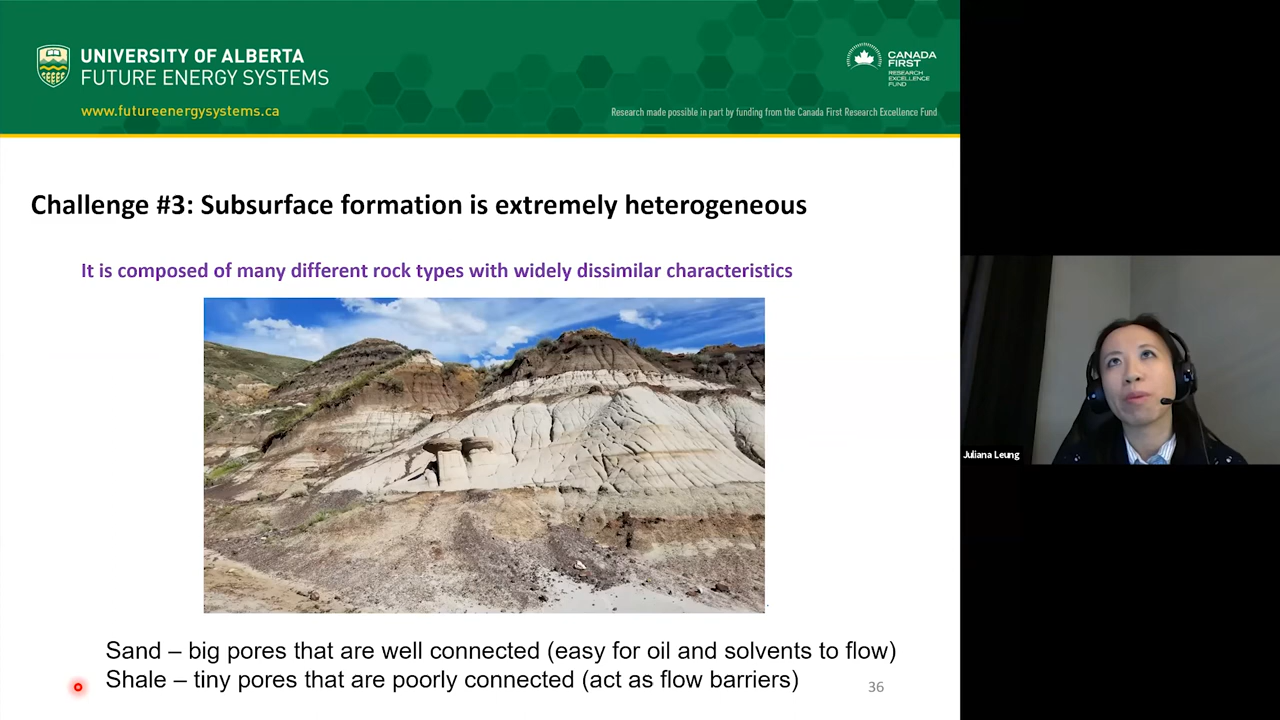 UNIVERSITY OF ALBERTA
FUTURE ENERGY SYSTEMS
www.futureenergysystems.ca
CANADA
FIRST
RESEARCH
EXCELLENCE
FUND
Research made possible in part by funding from the Canada First Research Excellence Fund
Challenge #3: Subsurface formation is extremely heterogeneous
It is composed of many different rock types with widely dissimilar characteristics
Juliana Leung
Sand – big pores that are well connected (easy for oil and solvents to flow)
Shale – tiny pores that are poorly connected (act as flow barriers)
36